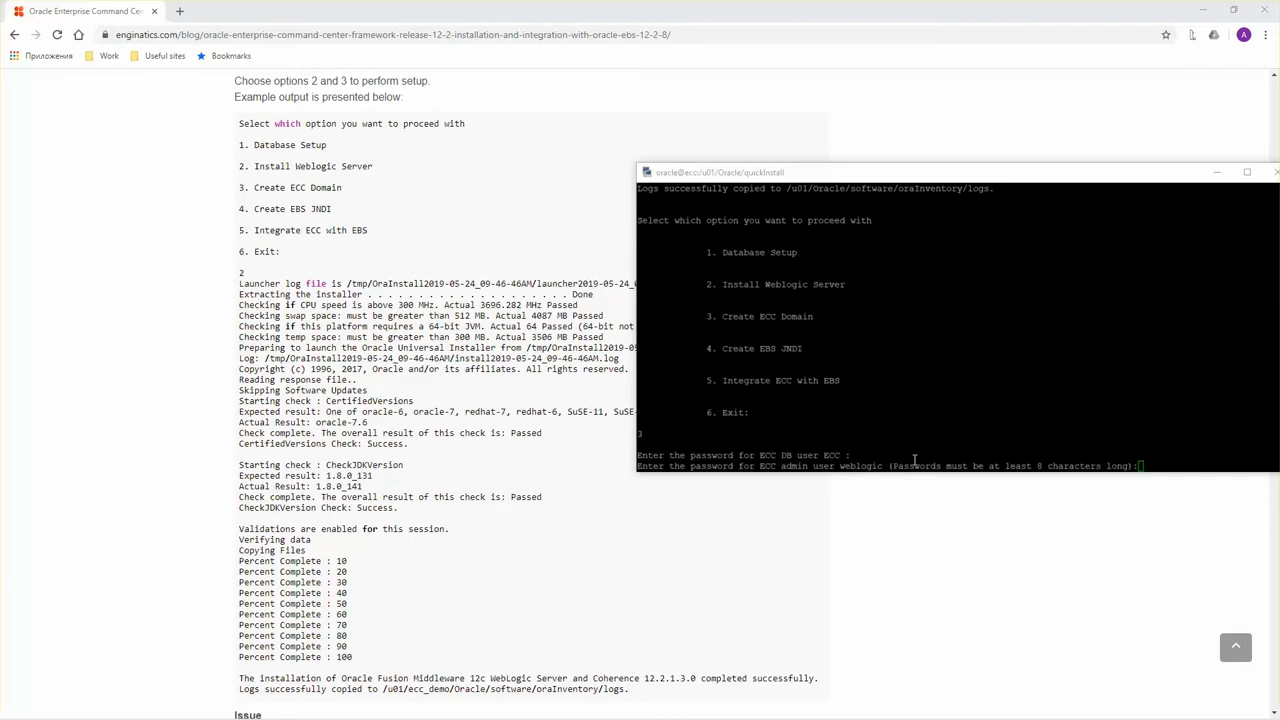 Oracle Enterprise Command Cen
enginatics.com/blog/oracle-enterprise-command-center-framework-release-12-2-installation-and-integration-with-oracle-ebs-12-2-8/
A
Приложения
Work
Useful sites
Bookmarks
Choose options 2 and 3 to perform setup.
Example output is presented below:
Select which option you want to proceed with
1. Database Setup
2. Install Weblogic Server
3. Create ECC Domain
4. Create EBS JNDI
5. Integrate ECC with EBS
6. Exit:
2
Launcher log file is /tmp/OraInstall2019-05-24_09-46-46AM/launcher2019-05-24_0
Extracting the installer . . . . . . . . . . . . . . . . . . . . . . Done
Checking if CPU speed is above 300 MHz. Actual 3696.282 MHz Passed
Checking swap space: must be greater than 512 MB. Actual 4087 MB Passed
Checking if this platform requires a 64-bit JVM. Actual 64 Passed (64-bit not
Checking temp space: must be greater than 300 MB. Actual 3506 MB Passed
Preparing to launch the Oracle Universal Installer from /tmp/OraInstall2019-05
Log: /tmp/OraInstall2019-05-24_09-46-46AM/install2019-05-24_09-46-46AM.log
Copyright (c) 1996, 2017, Oracle and/or its affiliates. All rights reserved.
Reading response file..
Skipping Software Updates
Starting check : CertifiedVersions
Expected result: One of oracle-6, oracle-7, redhat-7, redhat-6, SuSE-11, SuSE-
Actual Result: oracle-7.6
Check complete. The overall result of this check is: Passed
CertifiedVersions Check: Success.
Starting check : CheckJDKVersion
Expected result: 1.8.0_131
Actual Result: 1.8.0_141
Check complete. The overall result of this check is: Passed
CheckJDKVersion Check: Success.
Validations are enabled for this session.
Verifying data
Copying Files
Percent Complete : 10
Percent Complete : 20
Percent Complete : 30
Percent Complete : 40
Percent Complete : 50
Percent Complete : 60
Percent Complete : 70
Percent Complete : 80
Percent Complete : 90
Percent Complete : 100
The installation of Oracle Fusion Middleware 12c WebLogic Server and Coherence 12.2.1.3.0 completed successfully.
Logs successfully copied to /u01/ecc_demo/Oracle/software/oraInventory/logs.
Issue
oracle@ecc:/u01/Oracle/quickInstall
Logs successfully copied to /u01/Oracle/software/oraInventory/logs.
Select which option you want to proceed with
1. Database Setup
2. Install Weblogic Server
3. Create ECC Domain
4. Create EBS JNDI
5. Integrate ECC with EBS
6. Exit:
3
Enter the password for ECC DB user ECC :
Enter the password for ECC admin user weblogic (Passwords must be at least 8 characters long):